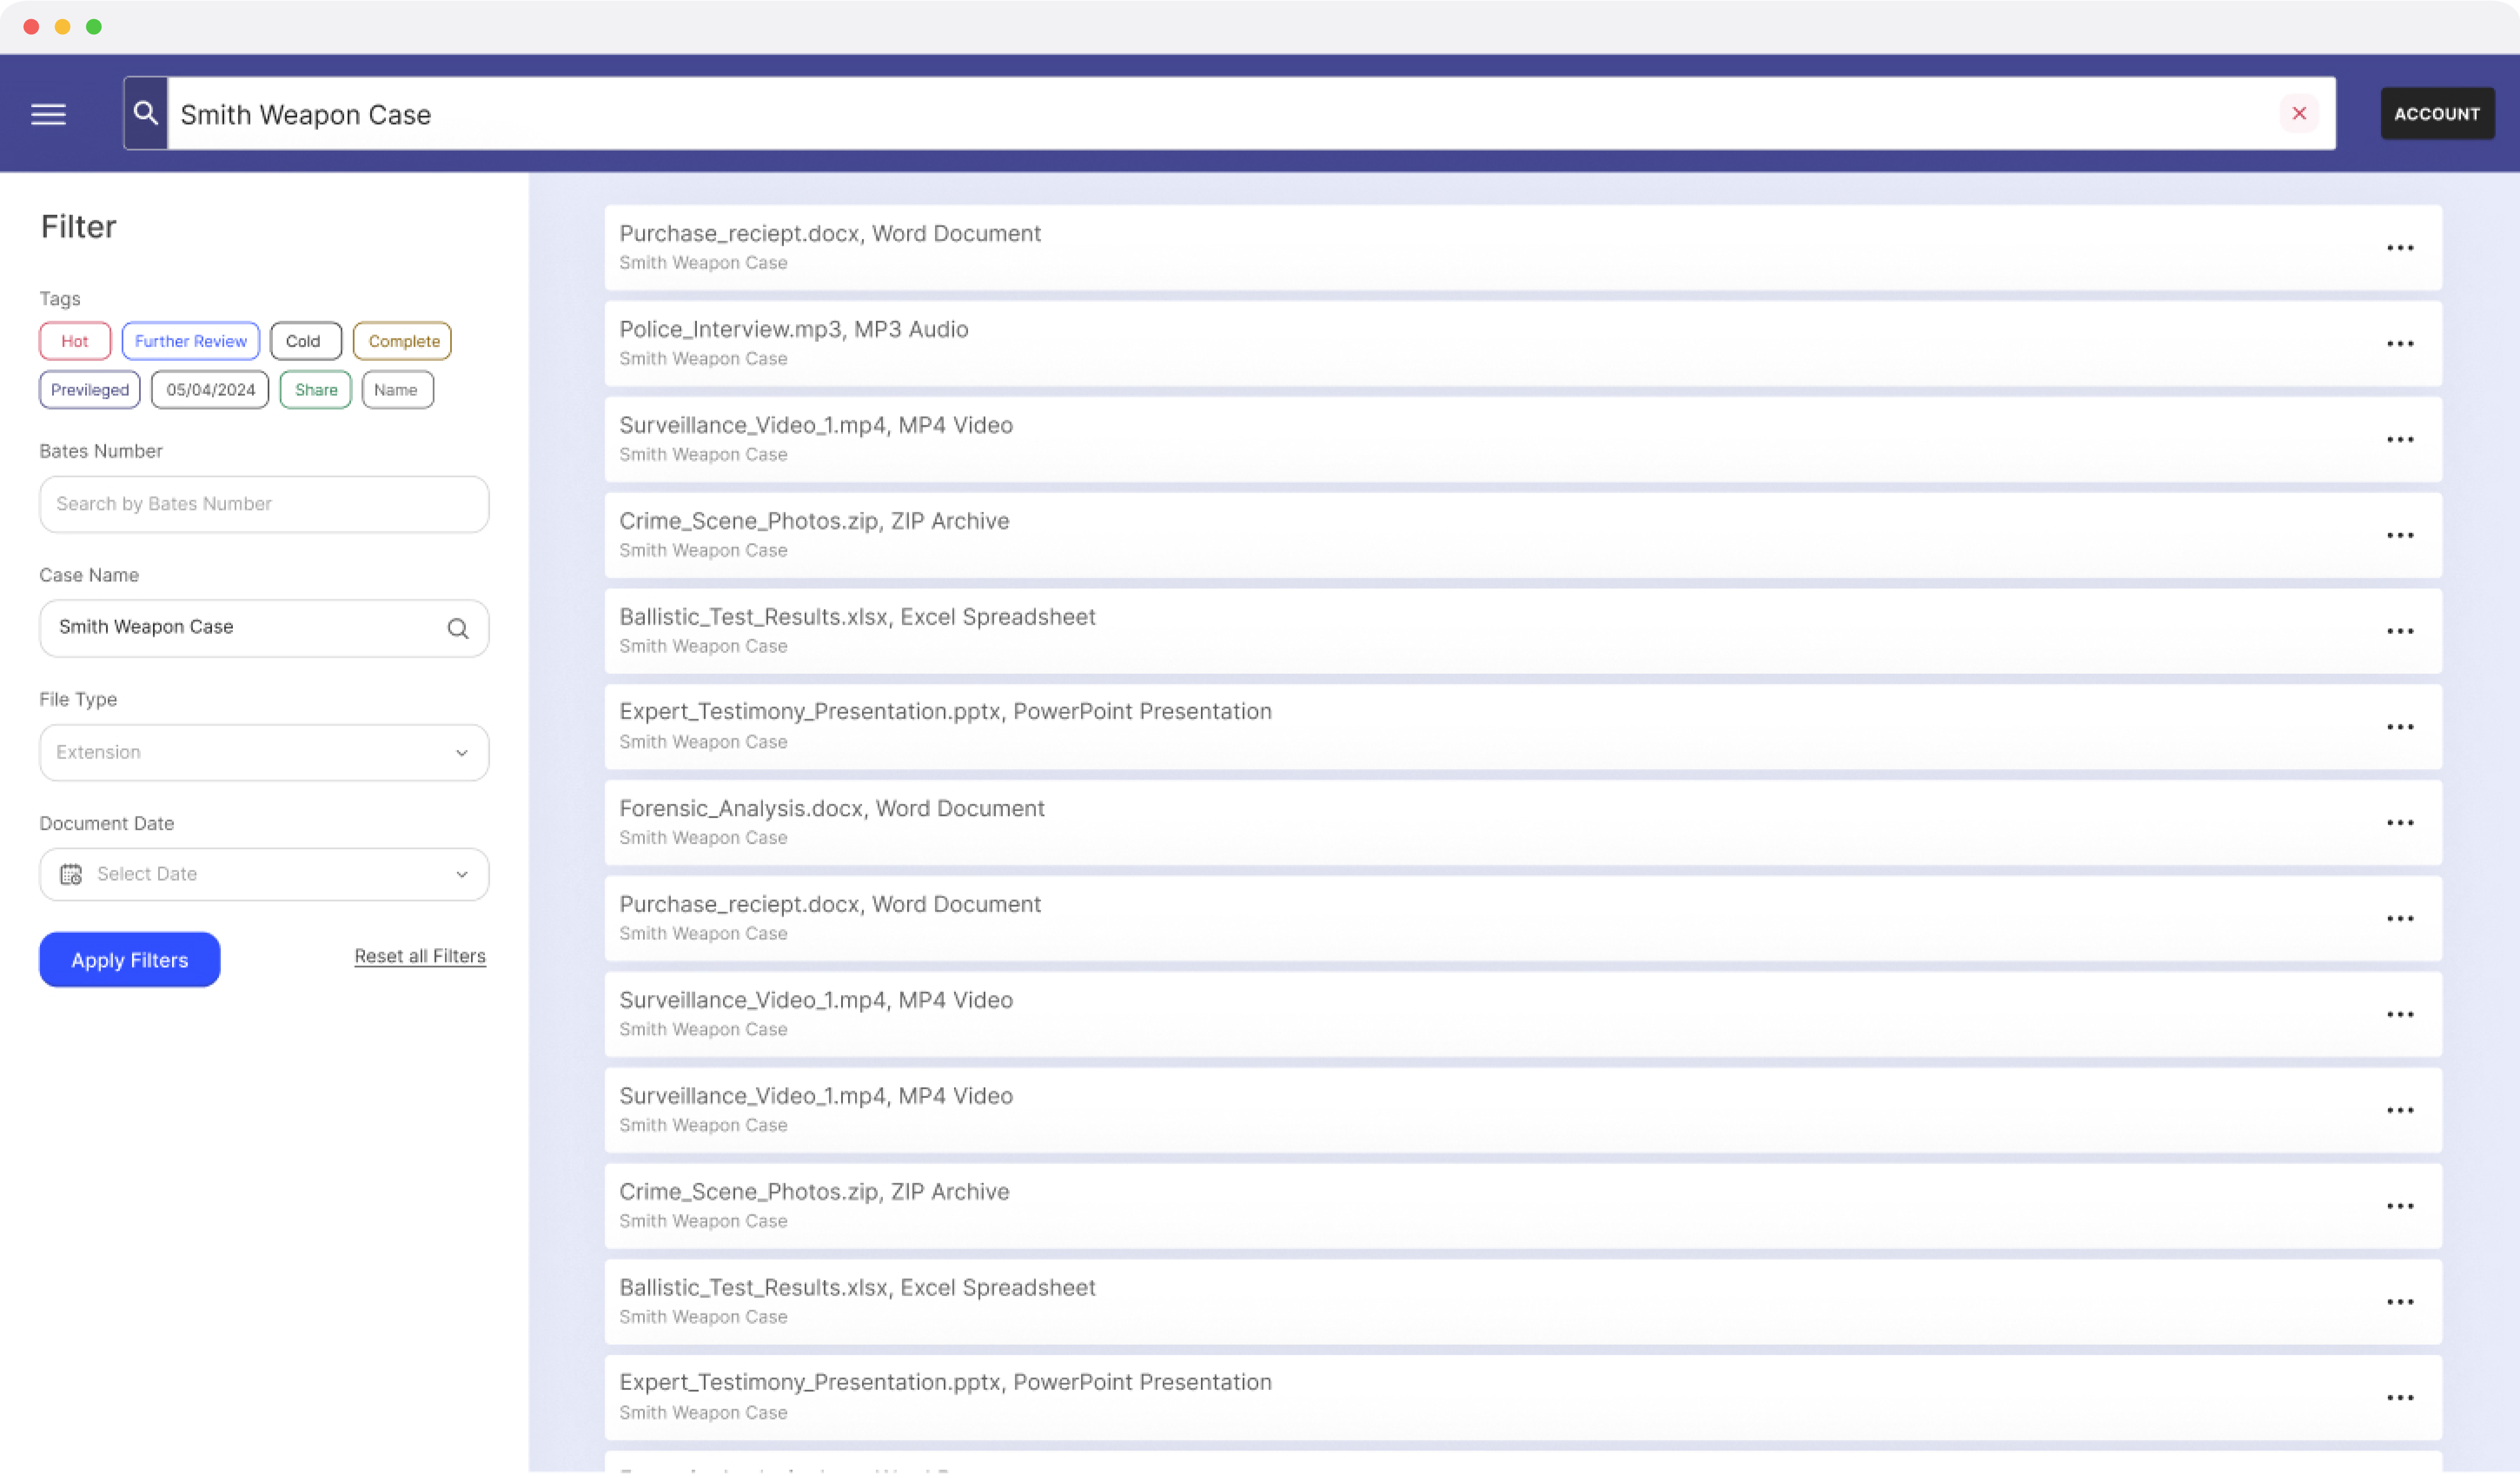 Smith Weapon Case
ACCOUNT
Filter
Tags
Hot Further Review Cold Complete
Previleged 05/04/2024 Share Name
Bates Number
Search by Bates Number
Case Name
Smith Weapon Case
File Type
Extension
Document Date
Select Date
Apply Filters Reset all Filters
Purchase_reciept.docx, Word Document
Smith Weapon Case
Police_Interview.mp3, MP3 Audio
Smith Weapon Case
Surveillance_Video_1.mp4, MP4 Video
Smith Weapon Case
Crime_Scene_Photos.zip, ZIP Archive
Smith Weapon Case
Ballistic_Test_Results.xlsx, Excel Spreadsheet
Smith Weapon Case
Expert_Testimony_Presentation.pptx, PowerPoint Presentation
Smith Weapon Case
Forensic_Analysis.docx, Word Document
Smith Weapon Case
Purchase_reciept.docx, Word Document
Smith Weapon Case
Surveillance_Video_1.mp4, MP4 Video
Smith Weapon Case
Surveillance_Video_1.mp4, MP4 Video
Smith Weapon Case
Crime_Scene_Photos.zip, ZIP Archive
Smith Weapon Case
Ballistic_Test_Results.xlsx, Excel Spreadsheet
Smith Weapon Case
Expert_Testimony_Presentation.pptx, PowerPoint Presentation
Smith Weapon Case